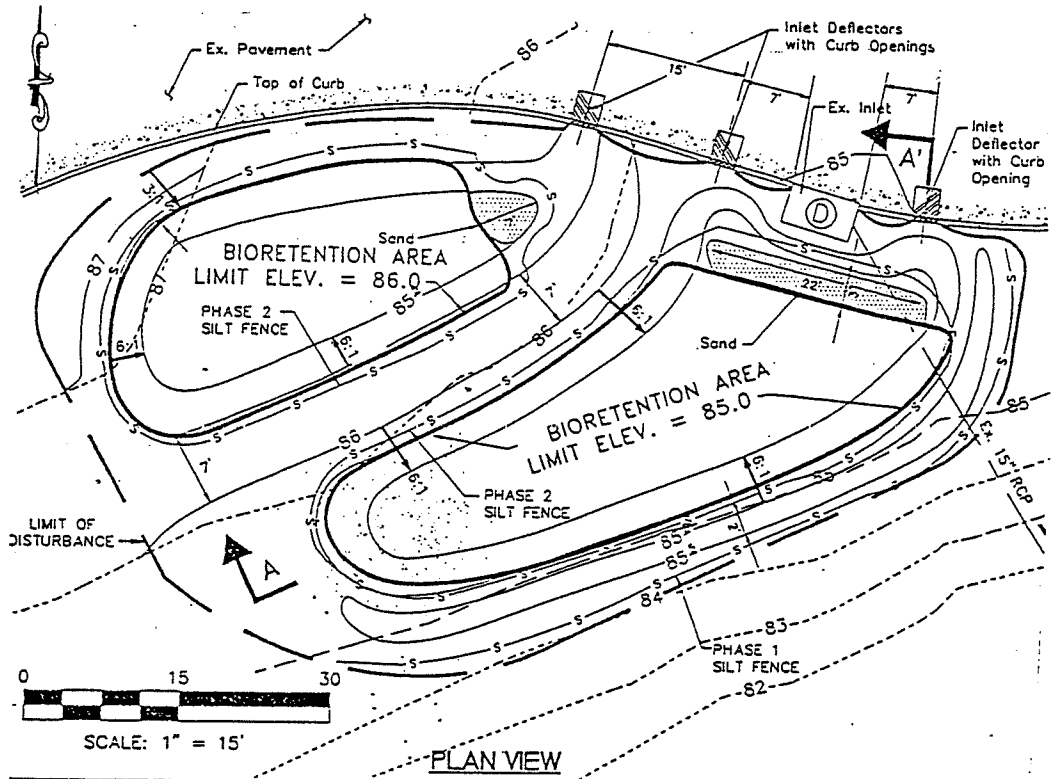 Ex. Pavement
86
Inlet Deflectors
with Curb Openings
15'
Top of Curb
7'
7'
Ex. Inlet
85
A'
Inlet
Deflector
with Curb
Opening
D
Sand
87
87
BIORETENTION AREA
LIMIT ELEV. = 86.0
PHASE 2
SILT FENCE
85
6:1
6:1
86
6:1
22'
Sand
BIORETENTION AREA
LIMIT ELEV. = 85.0
85
Ex.
15" RCP
7'
86
6:1
PHASE 2
SILT FENCE
6:1
2'
LIMIT OF
DISTURBANCE
A
85
85
84
83
82
PHASE 1
SILT FENCE
0 15 30
SCALE: 1" = 15'
PLAN VIEW
S S S S S S S S S S